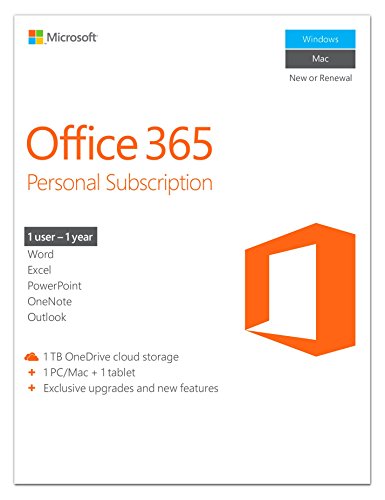 Microsoft
Windows
Mac
New or Renewal
Office 365
Personal Subscription
1 user – 1 year
Word
Excel
PowerPoint
OneNote
Outlook
1 TB OneDrive cloud storage
+ 1 PC/Mac + 1 tablet
+ Exclusive upgrades and new features